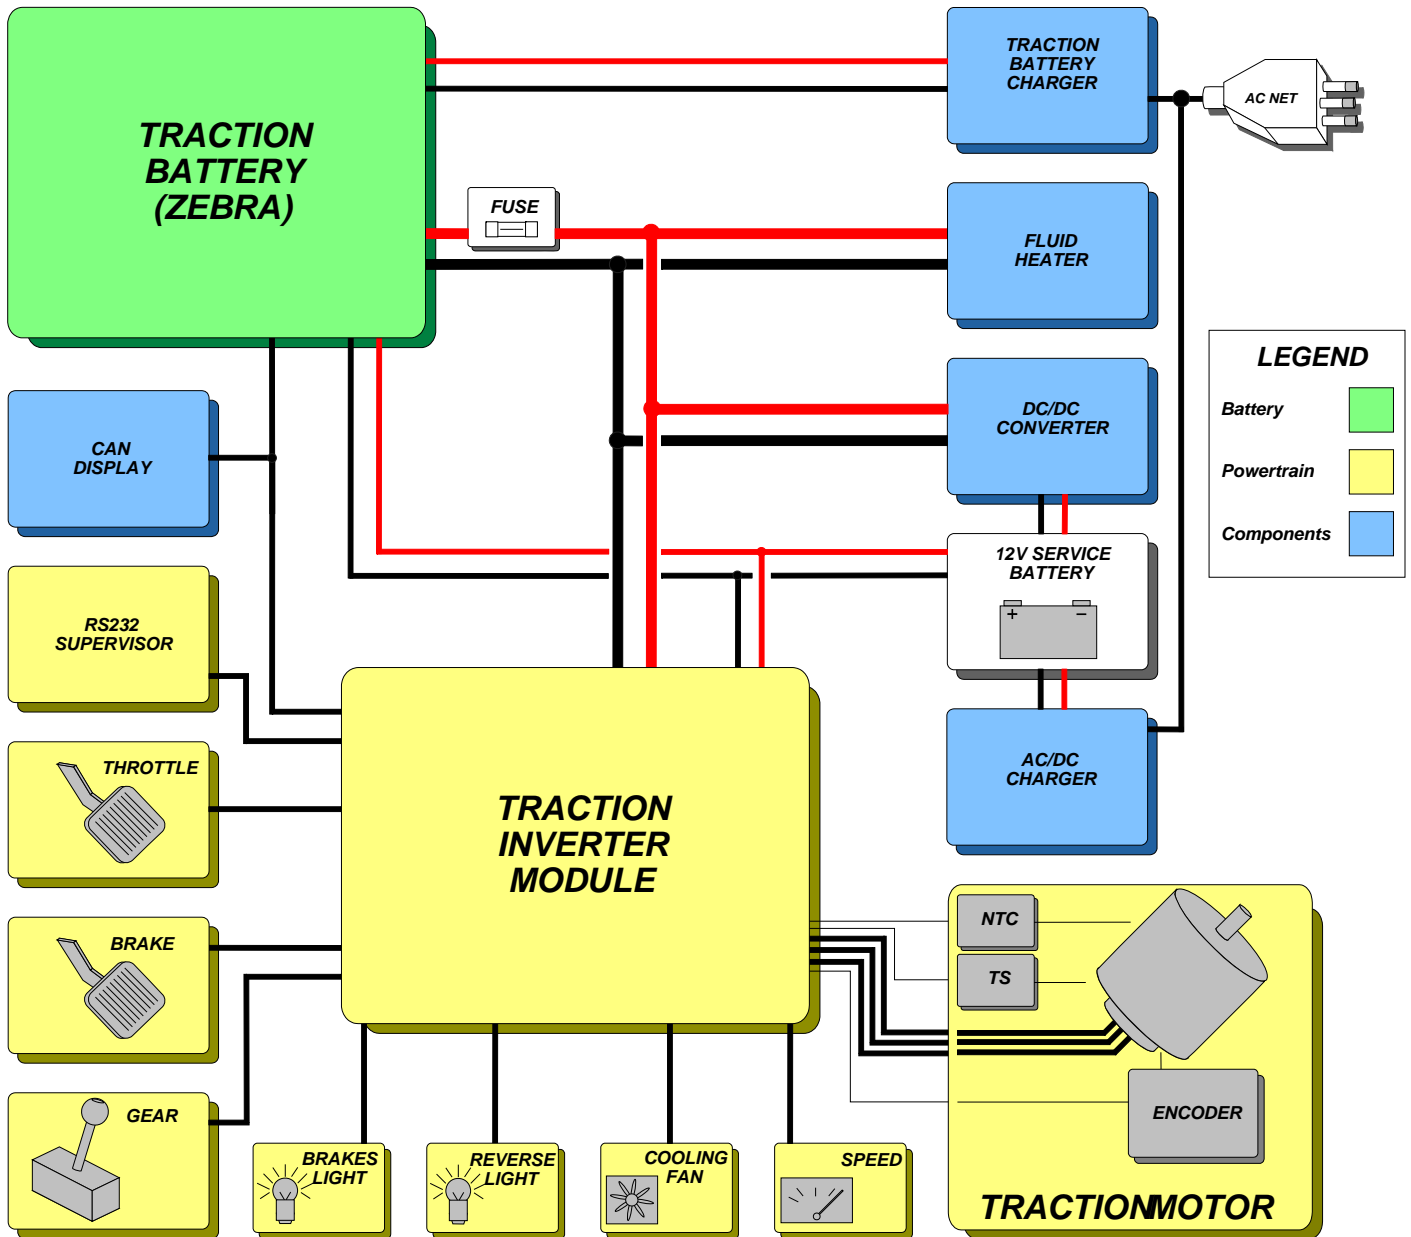 TRACTION
BATTERY
(ZEBRA)
TRACTION
BATTERY
CHARGER
AC NET
FUSE
FLUID
HEATER
LEGEND
Battery
Powertrain
Components
CAN
DISPLAY
DC/DC
CONVERTER
12V SERVICE
BATTERY
+ −
RS232
SUPERVISOR
THROTTLE
TRACTION
INVERTER
MODULE
AC/DC
CHARGER
BRAKE
NTC
TS
GEAR
ENCODER
BRAKES
LIGHT
REVERSE
LIGHT
COOLING
FAN
SPEED
TRACTION MOTOR